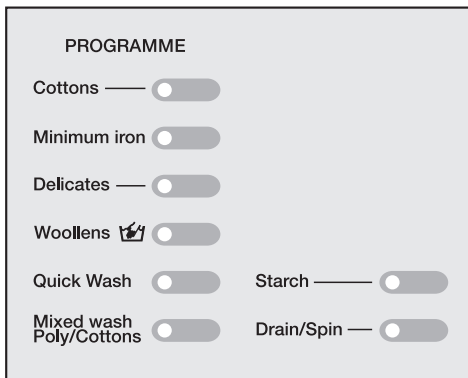 PROGRAMME
Cottons
Minimum iron
Delicates
Woollens
Quick Wash
Starch
Mixed wash
Poly/Cottons
Drain/Spin